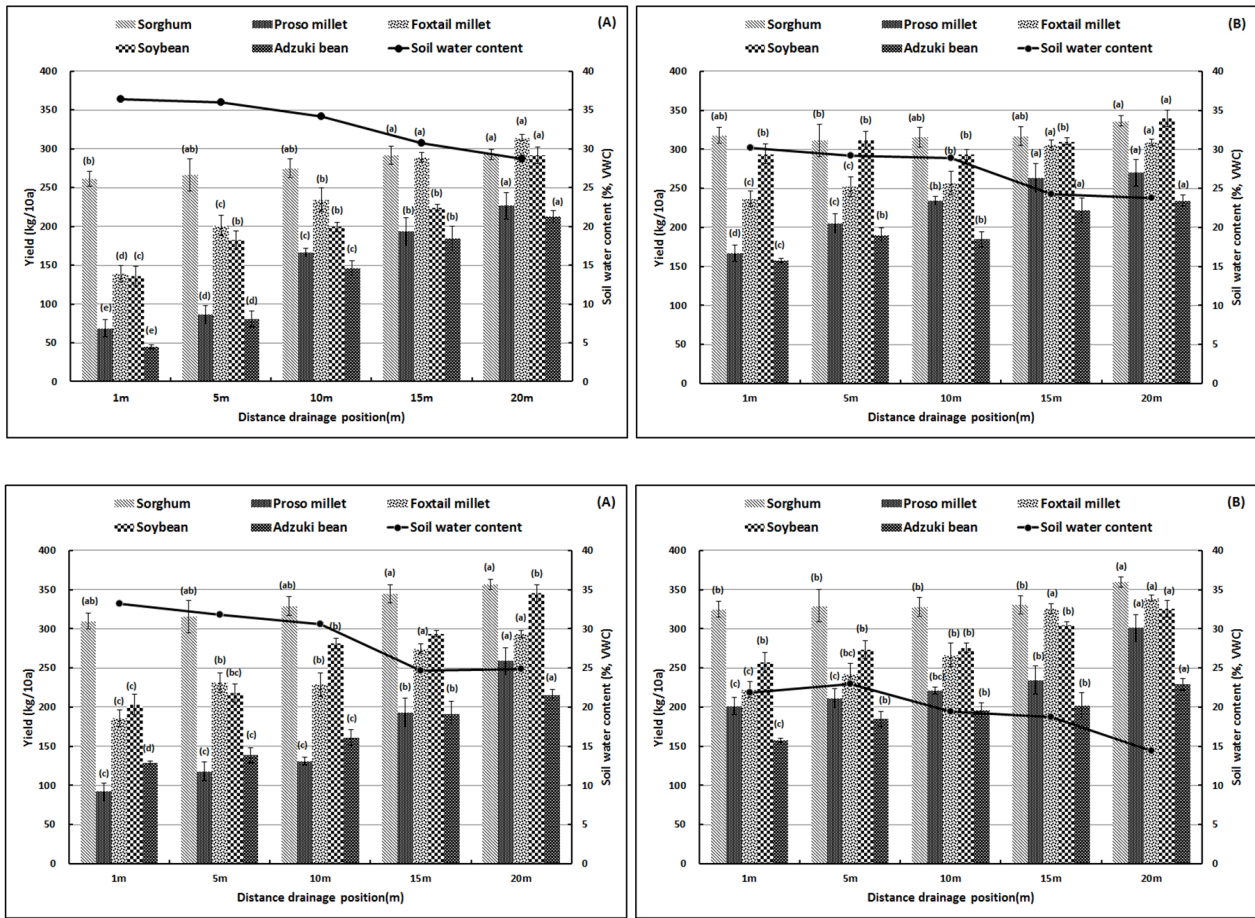 Sorghum Proso millet Foxtail millet (A)
Soybean Adzuki bean Soil water content
400 40
350 35
300 30
250 25
200 20
150 15
100 10
50 5
0 0
Yield (kg/10a)
Soil water content (%, VWC)
(b) (e) (d) (c) (e)
(ab) (d) (c) (b) (d)
(ab) (c) (b) (b) (c)
(a) (b) (a) (b) (b)
(a) (a) (a) (a) (a)
1m 5m 10m 15m 20m
Distance drainage position(m)
Sorghum Proso millet Foxtail millet (B)
Soybean Adzuki bean Soil water content
400 40
350 35
300 30
250 25
200 20
150 15
100 10
50 5
0 0
Yield (kg/10a)
Soil water content (%, VWC)
(ab) (d) (c) (b) (c)
(b) (c) (c) (b) (b)
(ab) (b) (b) (b) (b)
(ab) (a) (a) (b) (a)
(a) (a) (a) (a) (a)
1m 5m 10m 15m 20m
Distance drainage position(m)
Sorghum Proso millet Foxtail millet (A)
Soybean Adzuki bean Soil water content
400 40
350 35
300 30
250 25
200 20
150 15
100 10
50 5
0 0
Yield (kg/10a)
Soil water content (%, VWC)
(ab) (c) (c) (c) (d)
(ab) (c) (b) (bc) (c)
(ab) (c) (b) (b) (c)
(a) (b) (a) (b)
(a) (a) (a) (b) (a)
1m 5m 10m 15m 20m
Distance drainage position(m)
Sorghum Proso millet Foxtail millet (B)
Soybean Adzuki bean Soil water content
400 40
350 35
300 30
250 25
200 20
150 15
100 10
50 5
0 0
Yield (kg/10a)
Soil water content (%, VWC)
(b) (c) (c) (b) (c)
(b) (c) (bc) (b) (b)
(b) (bc) (b) (b) (b)
(b) (b) (a) (b) (b)
(a) (a) (a) (a) (a)
1m 5m 10m 15m 20m
Distance drainage position(m)